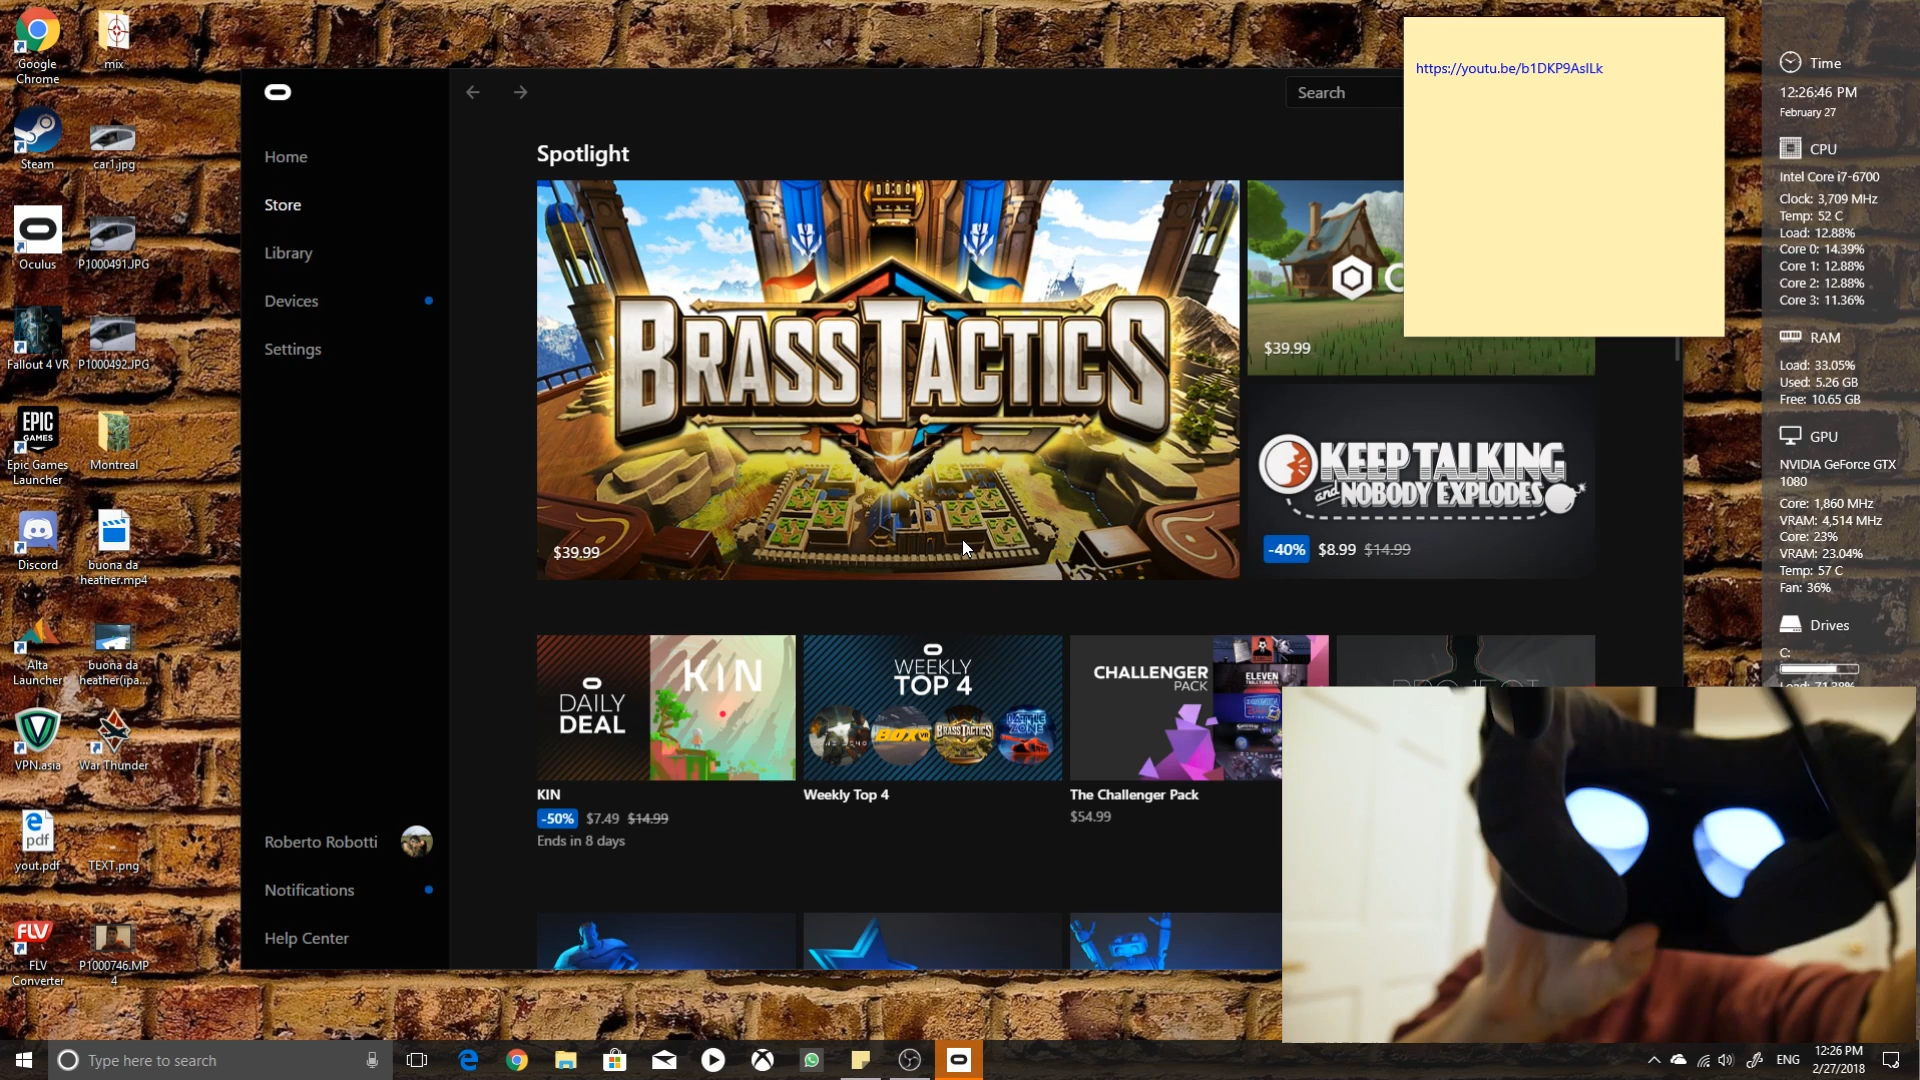 Google
Chrome
mix
Steam
car1.jpg
Oculus
P1000491.JPG
Fallout 4 VR
P1000492.JPG
EPIC
GAMES
Epic Games
Launcher
Montreal
Discord
buona da
heather.mp4
Alta
Launcher
buona da
heather(ipa...
VPN.asia
War Thunder
pdf
yout.pdf
TEXT.png
FLV
FLV
Converter
P1000746.MP
4
Home
Store
Library
Devices
Settings
Roberto Robotti
Notifications
Help Center
Search
Spotlight
BRASS TACTICS
$39.99
$39.99
KEEP TALKING
and NOBODY EXPLODES
-40% $8.99 $14.99
DAILY
DEAL
KIN
KIN
-50% $7.49 $14.99
Ends in 8 days
WEEKLY
TOP 4
BRASS TACTICS
BATTLE
ZONE
Weekly Top 4
CHALLENGER
PACK
ELEVEN
The Challenger Pack
$54.99
https://youtu.be/b1DKP9AslLk
Time
12:26:46 PM
February 27
CPU
Intel Core i7-6700
Clock: 3,709 MHz
Temp: 52 C
Load: 12.88%
Core 0: 14.39%
Core 1: 12.88%
Core 2: 12.88%
Core 3: 11.36%
RAM
Load: 33.05%
Used: 5.26 GB
Free: 10.65 GB
GPU
NVIDIA GeForce GTX
1080
Core: 1,860 MHz
VRAM: 4,514 MHz
Core: 23%
VRAM: 23.04%
Temp: 57 C
Fan: 36%
Drives
C:
Load: 71.38%
Type here to search
ENG
12:26 PM
2/27/2018